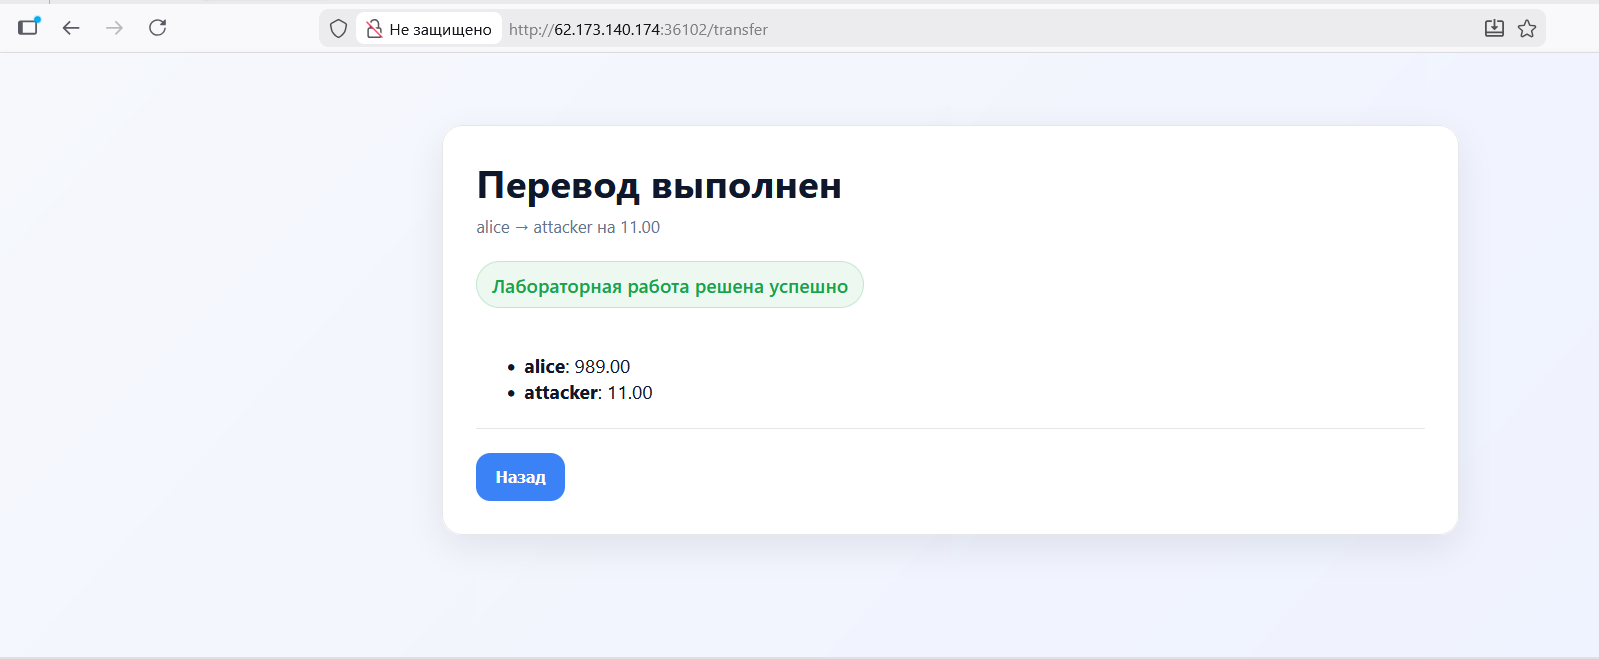 Не защищено http://62.173.140.174:36102/transfer
Перевод выполнен
alice → attacker на 11.00
Лабораторная работа решена успешно
• alice: 989.00
• attacker: 11.00
Назад